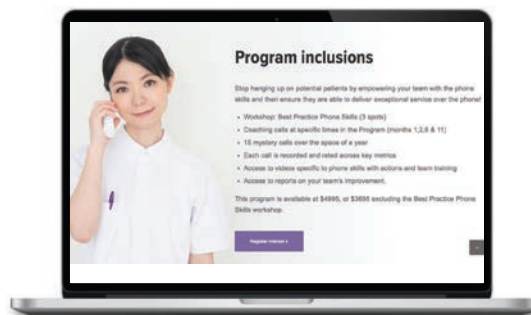 Program inclusions
Stop hanging up on potential patients by empowering your team with the phone
skills and then ensure they are able to deliver exceptional service over the phone!
• Workshop: Best Practice Phone Skills (3 spots)
• Coaching calls at specific times in the Program (months 1,2,6 & 11)
• 15 mystery calls over the space of a year
• Each call is recorded and rated across key metrics
• Access to videos specific to phone skills with actions and team training
• Access to reports on your team's improvement.
This program is available at $4995, or $3695 excluding the Best Practice Phone
Skills workshop.
Register Interest